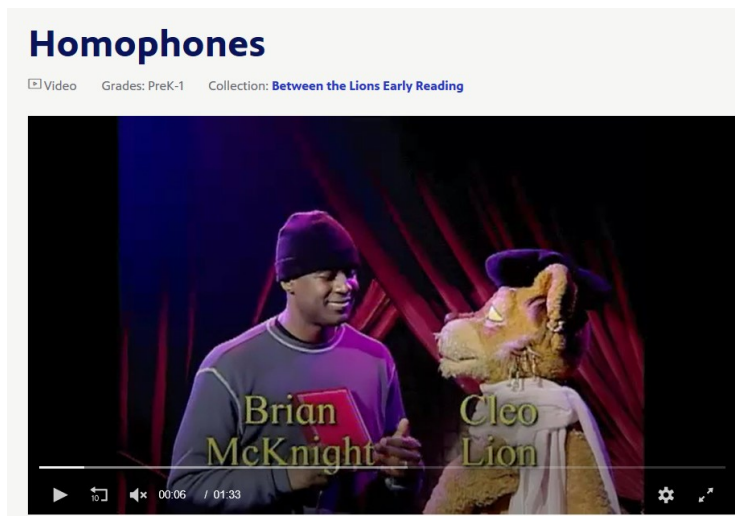 Homophones
Video Grades: PreK-1 Collection: Between the Lions Early Reading
Brian Cleo
McKnight Lion
10 00:06 / 01:33